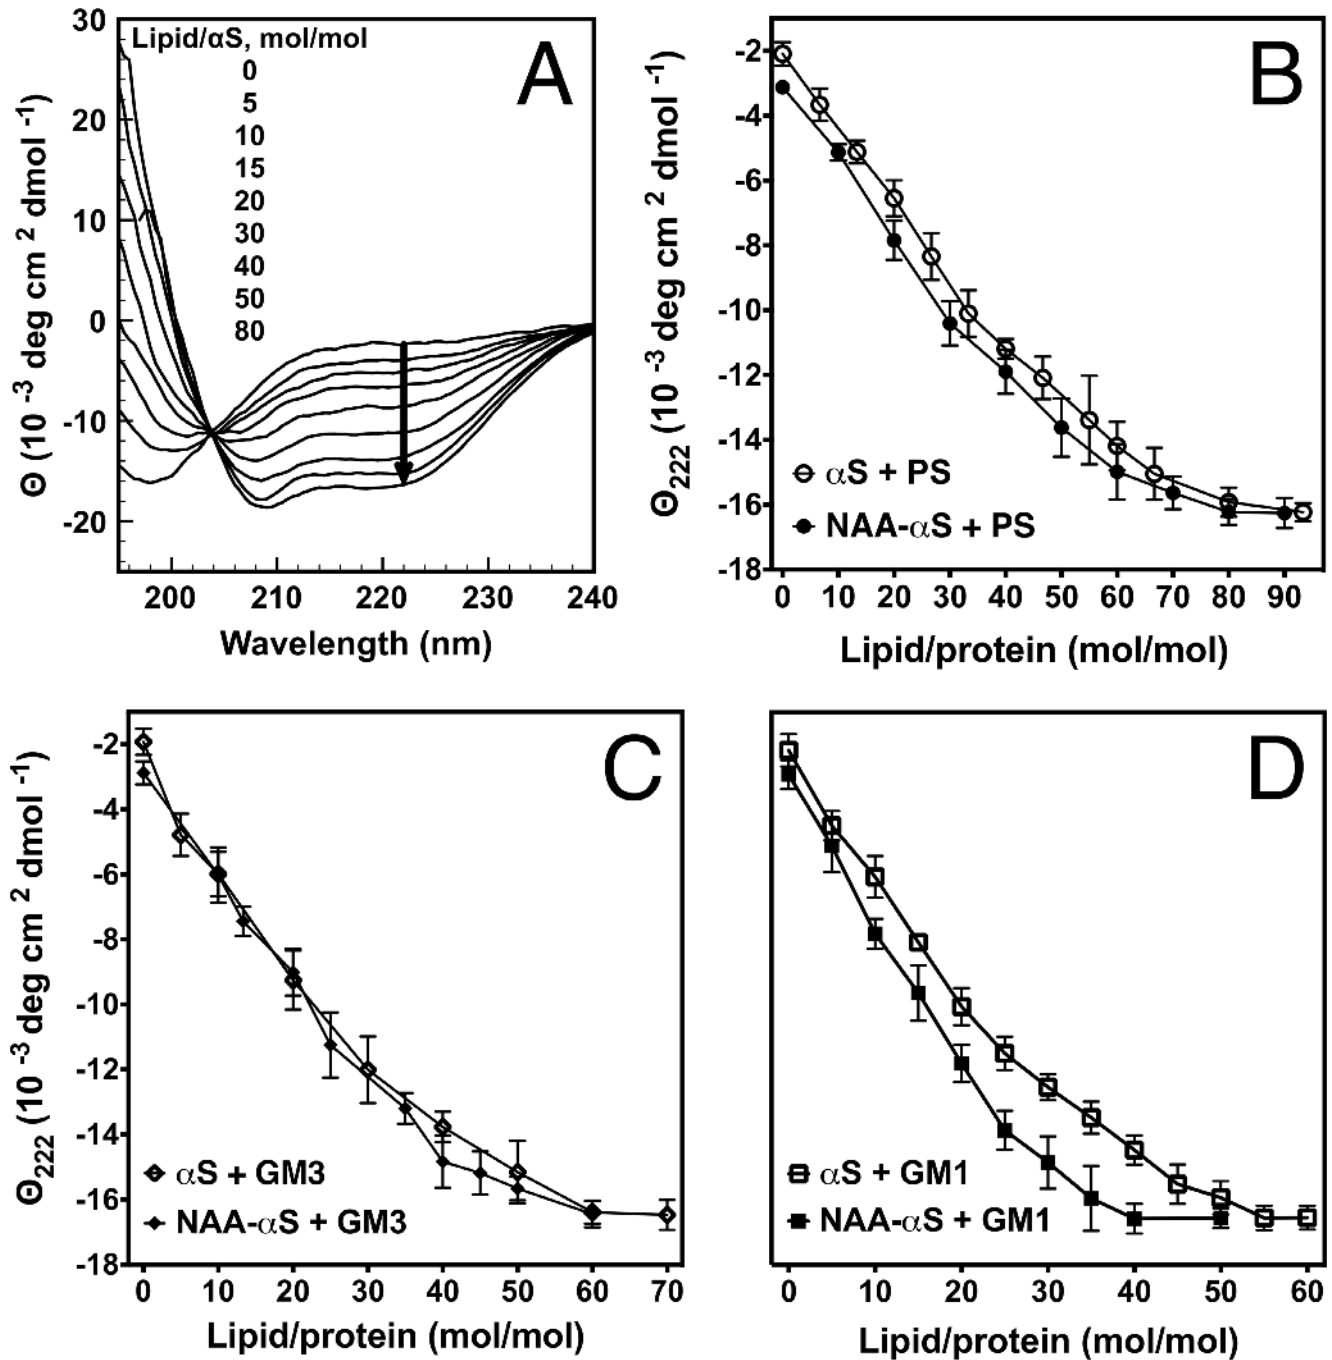 A
Lipid/αS, mol/mol
0
5
10
15
20
30
40
50
80
30
20
10
0
-10
-20
Θ (10 -3 deg cm 2 dmol -1)
200 210 220 230 240
Wavelength (nm)
B
-2
-4
-6
-8
-10
-12
-14
-16
-18
Θ222 (10 -3 deg cm 2 dmol -1)
αS + PS
NAA-αS + PS
0 10 20 30 40 50 60 70 80 90
Lipid/protein (mol/mol)
C
-2
-4
-6
-8
-10
-12
-14
-16
-18
Θ222 (10 -3 deg cm 2 dmol -1)
αS + GM3
NAA-αS + GM3
0 10 20 30 40 50 60 70
Lipid/protein (mol/mol)
D
αS + GM1
NAA-αS + GM1
0 10 20 30 40 50 60
Lipid/protein (mol/mol)